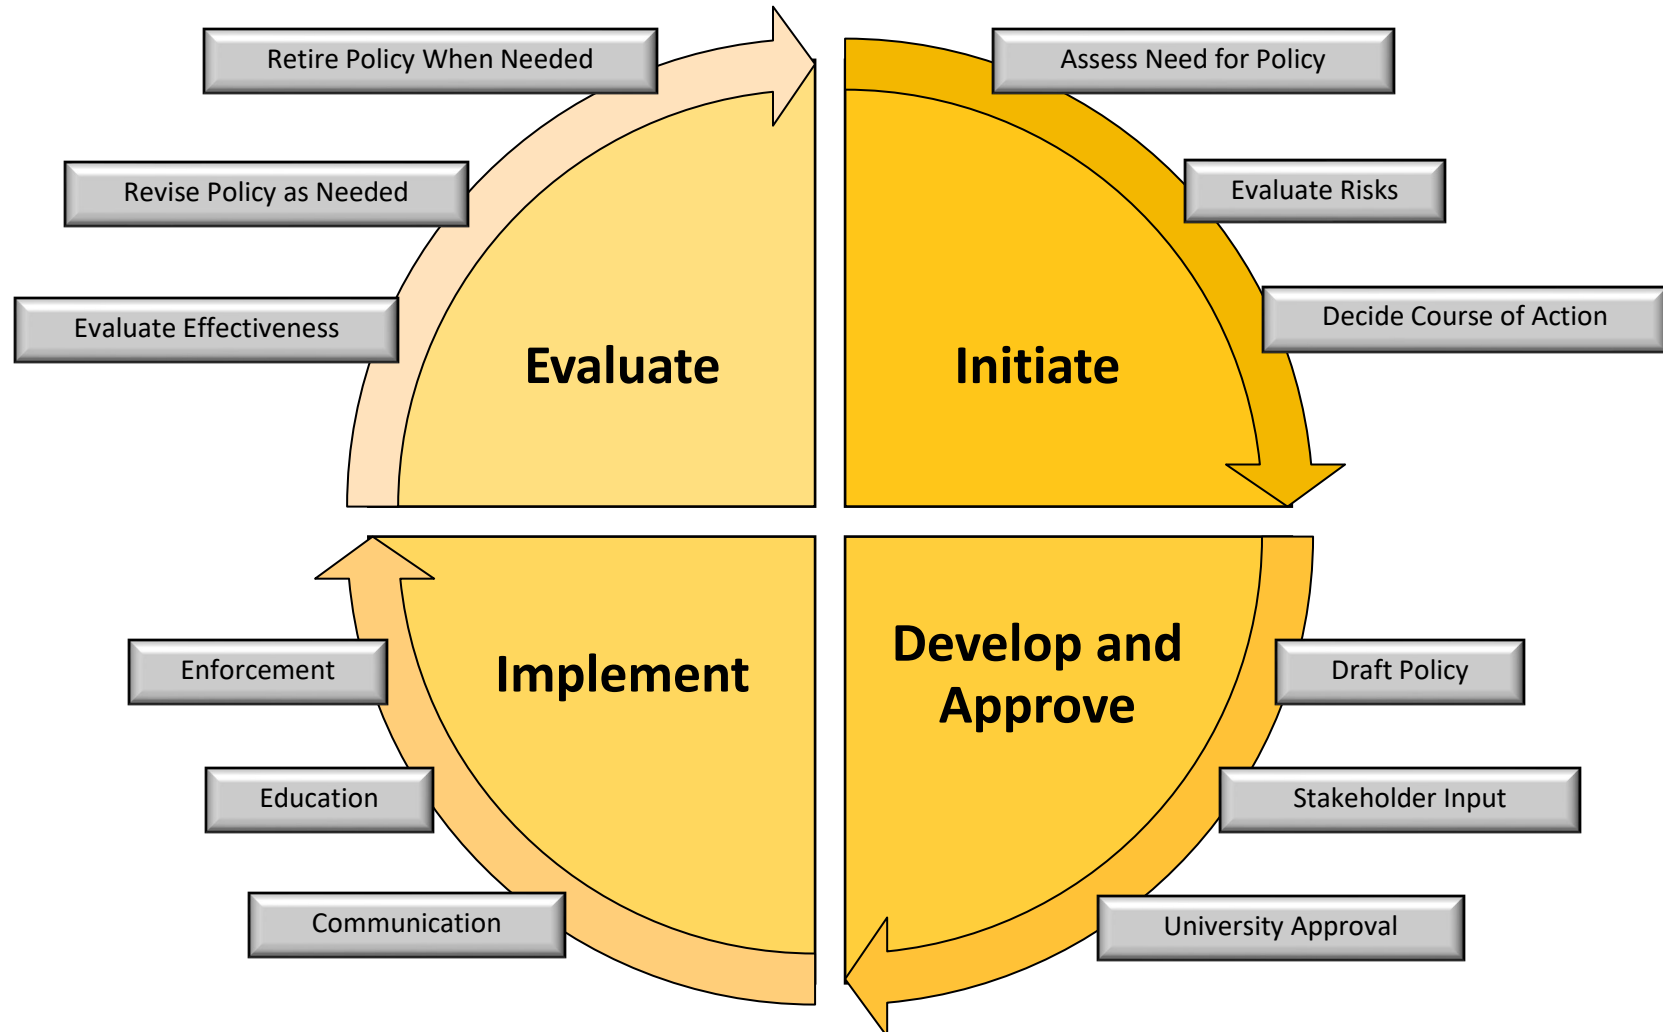 Retire Policy When Needed
Assess Need for Policy
Revise Policy as Needed
Evaluate Risks
Evaluate Effectiveness
Decide Course of Action
Evaluate
Initiate
Implement
Develop and
Approve
Enforcement
Draft Policy
Education
Stakeholder Input
Communication
University Approval